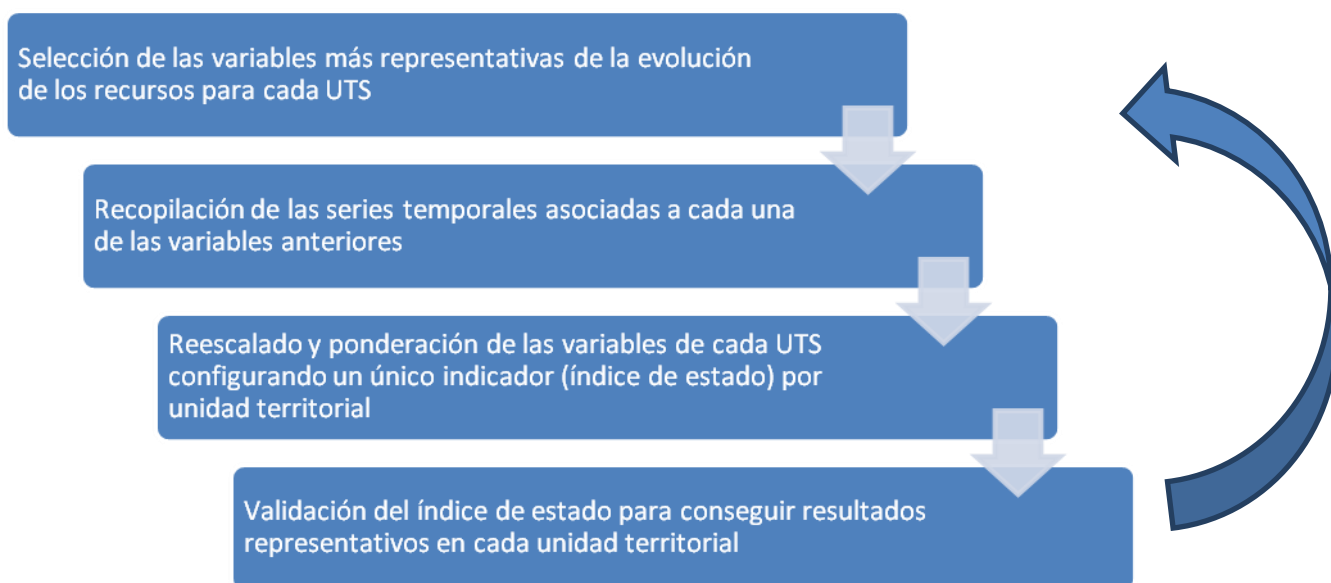 Selección de las variables más representativas de la evolución
de los recursos para cada UTS
Recopilación de las series temporales asociadas a cada una
de las variables anteriores
Reescalado y ponderación de las variables de cada UTS
configurando un único indicador (índice de estado) por
unidad territorial
Validación del índice de estado para conseguir resultados
representativos en cada unidad territorial